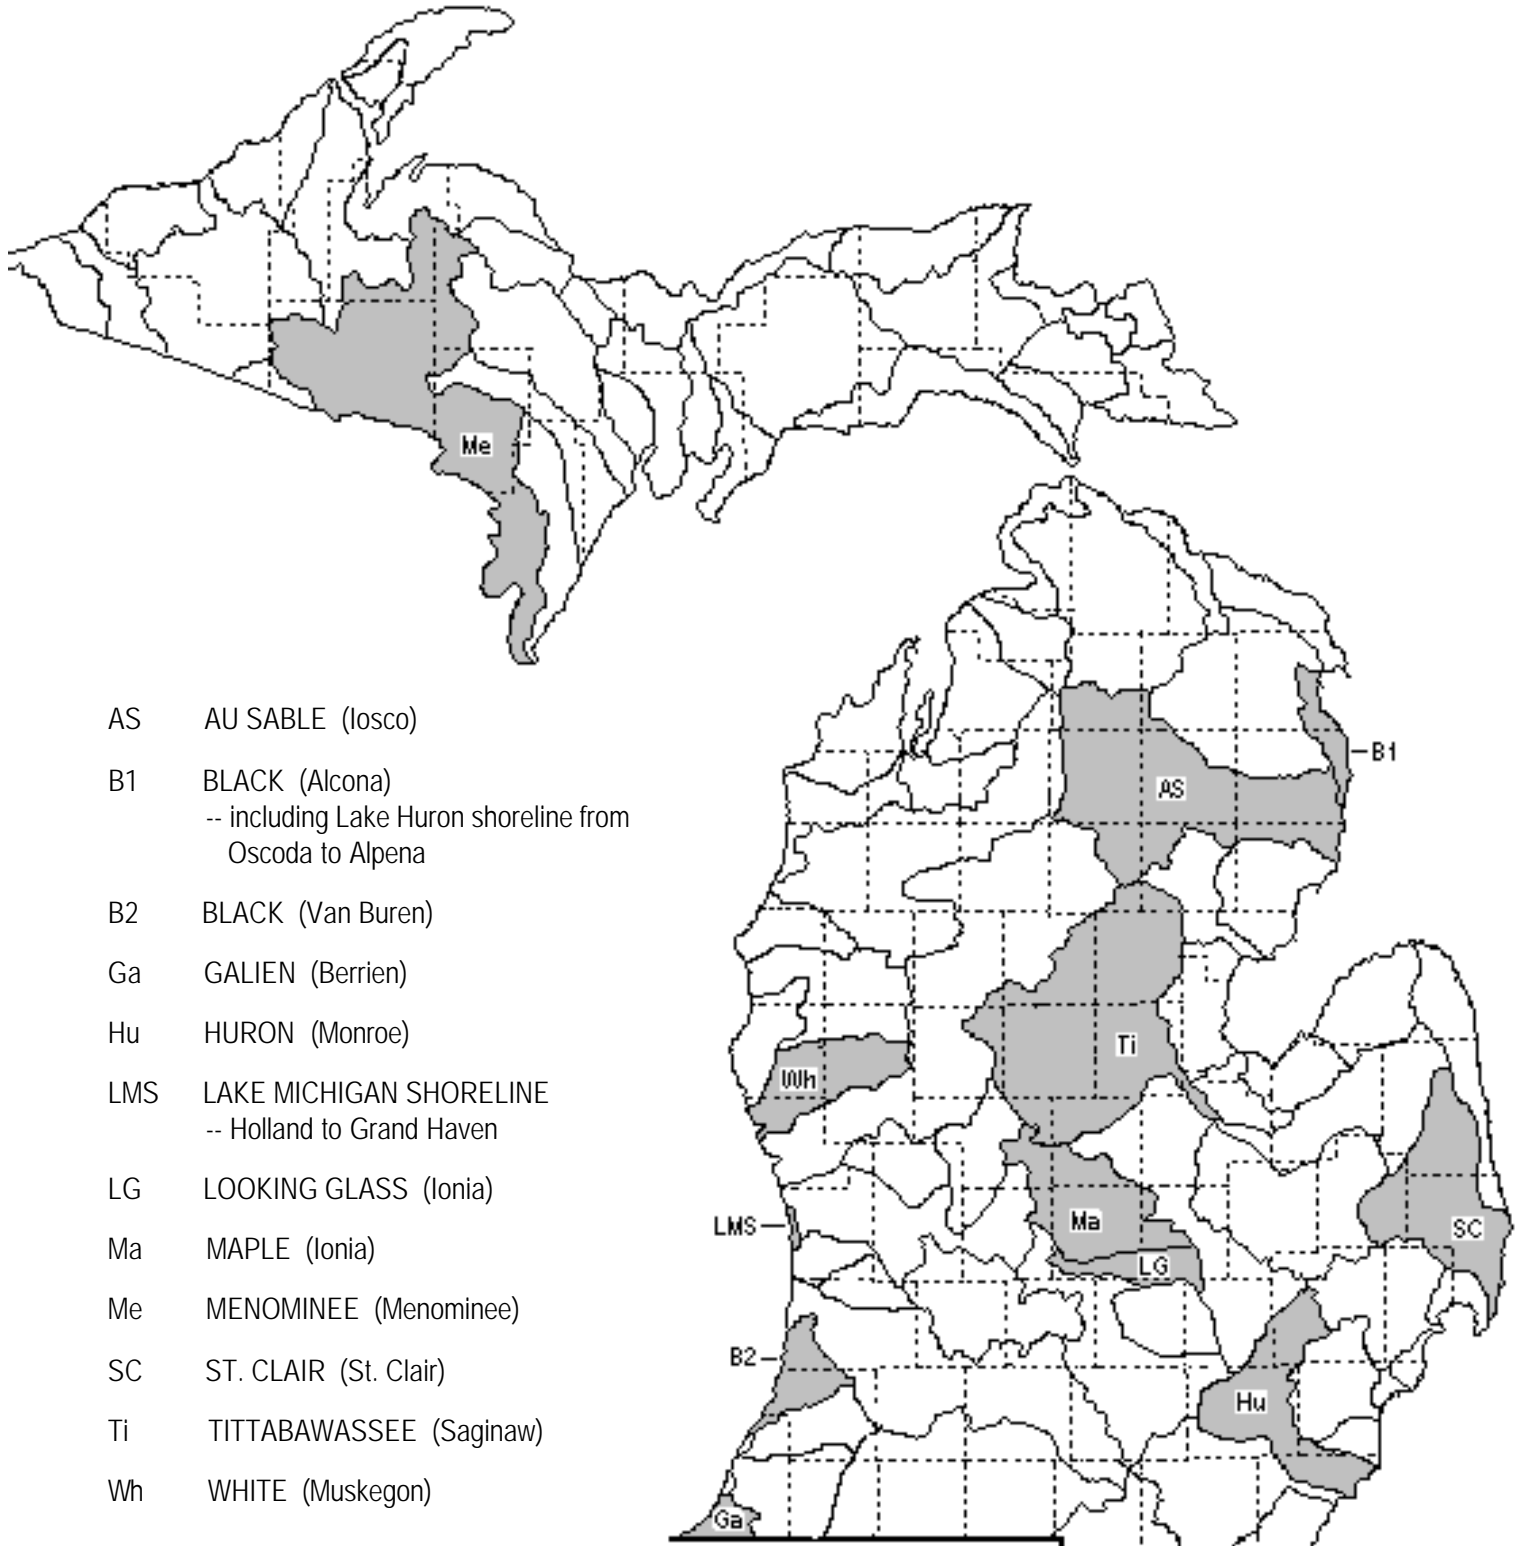 Me
AS AU SABLE (Iosco)
B1 BLACK (Alcona)
-- including Lake Huron shoreline from
Oscoda to Alpena
B2 BLACK (Van Buren)
Ga GALIEN (Berrien)
Hu HURON (Monroe)
LMS LAKE MICHIGAN SHORELINE
-- Holland to Grand Haven
LG LOOKING GLASS (Ionia)
Ma MAPLE (Ionia)
Me MENOMINEE (Menominee)
SC ST. CLAIR (St. Clair)
Ti TITTABAWASSEE (Saginaw)
Wh WHITE (Muskegon)
B1
AS
Ti
Wh
Ma
LMS
SC
LG
B2
Hu
Ga